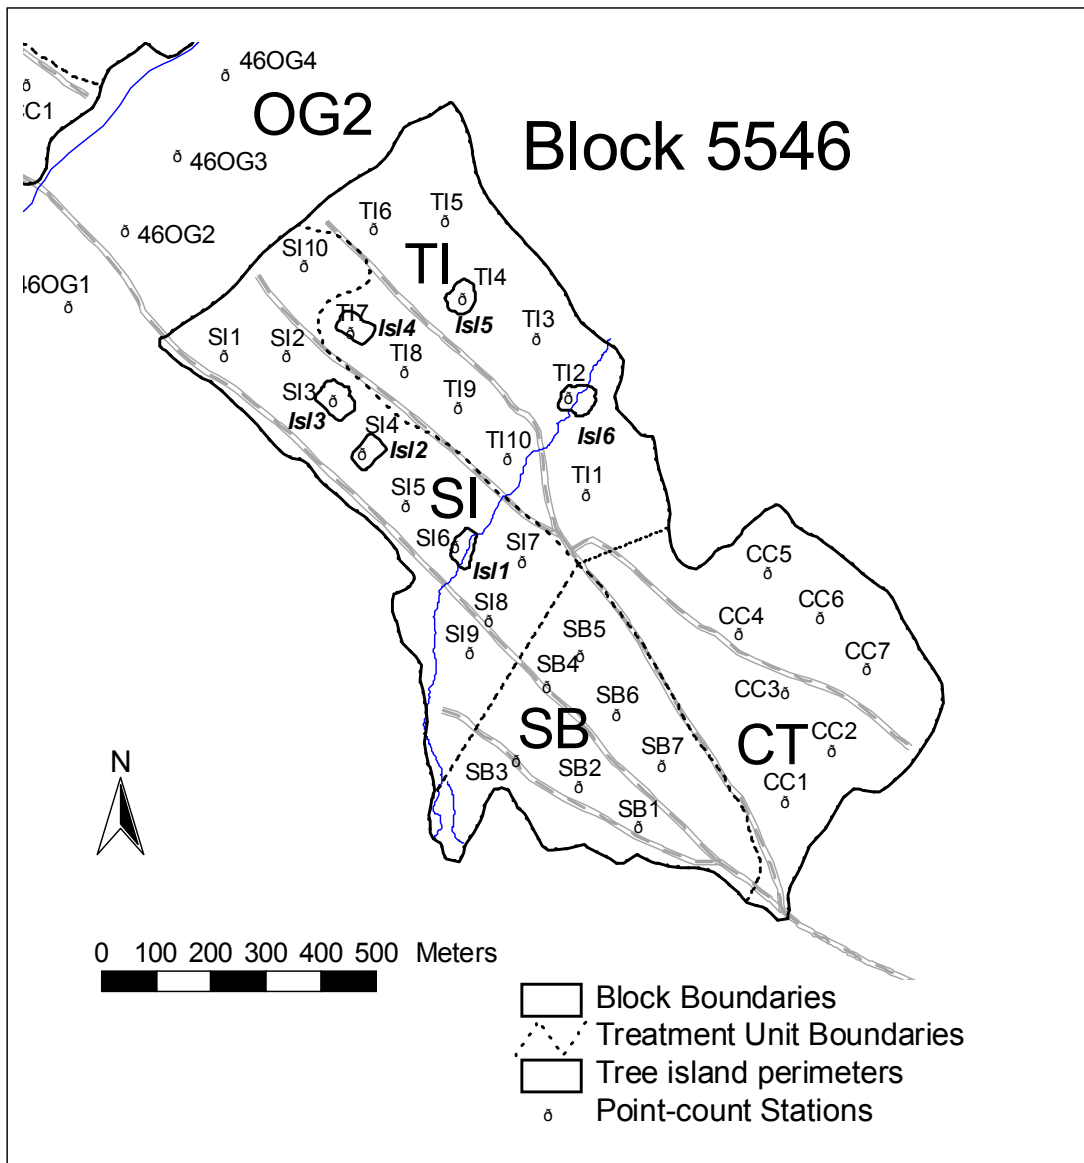 46OG4
CC1
OG2
Block 5546
46OG3
TI6
TI5
46OG2
SI10
TI
46OG1
TI4
TI7
Isl4
Isl5
TI3
SI1
SI2
TI8
TI2
SI3
TI9
Isl3
SI4
Isl2
TI10
Isl6
SI5
SI
TI1
SI6
SI7
Isl1
CC5
SI8
CC6
CC4
SI9
SB5
SB4
CC7
CC3
SB6
SB
SB7
CT
CC2
N
SB3
SB2
CC1
SB1
0 100 200 300 400 500 Meters
Block Boundaries
Treatment Unit Boundaries
Tree island perimeters
Point-count Stations